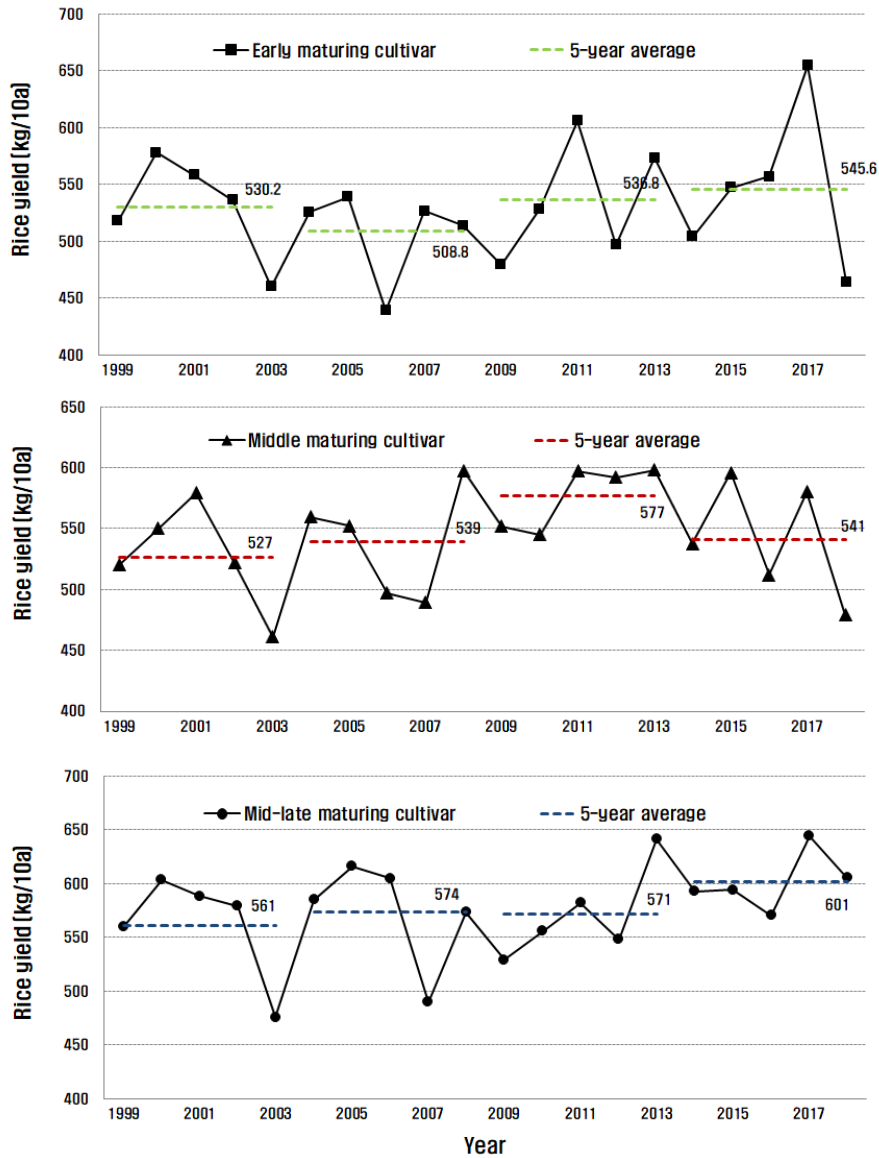 700
Early maturing cultivar
5-year average
650
600
550
500
450
400
530.2
508.8
536.8
545.6
Rice yield (kg/10a)
1999 2001 2003 2005 2007 2009 2011 2013 2015 2017
650
Middle maturing cultivar
5-year average
600
550
500
450
400
527
539
577
541
Rice yield (kg/10a)
1999 2001 2003 2005 2007 2009 2011 2013 2015 2017
700
Mid-late maturing cultivar
5-year average
650
600
550
500
450
400
561
574
571
601
Rice yield (kg/10a)
1999 2001 2003 2005 2007 2009 2011 2013 2015 2017
Year